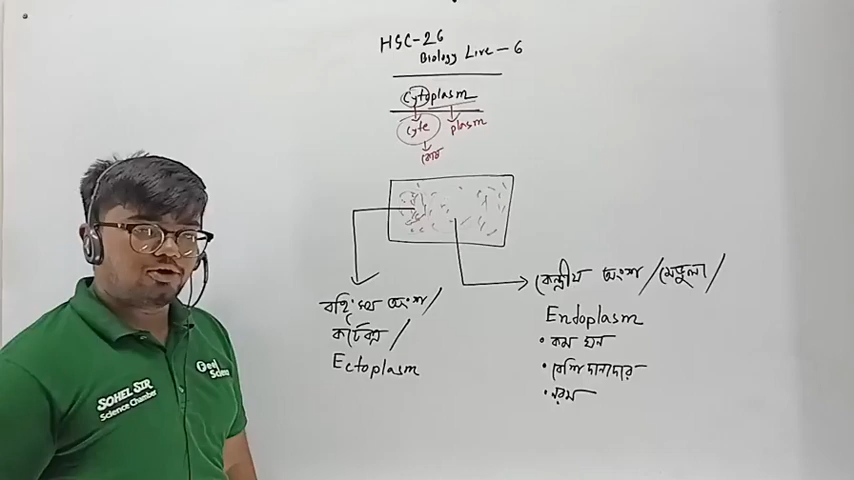 HSC-26
Biology Live - 6
Cytoplasm
cyte plasm
কোষ
বহিঃস্থ অংশ/
কর্টেক্স/
Ectoplasm
কেন্দ্রীয় অংশ/মেডুলা/
Endoplasm
• কম ঘন
• বেশি দানাদার
• নরম
SOHEL SIR
Science Chamber